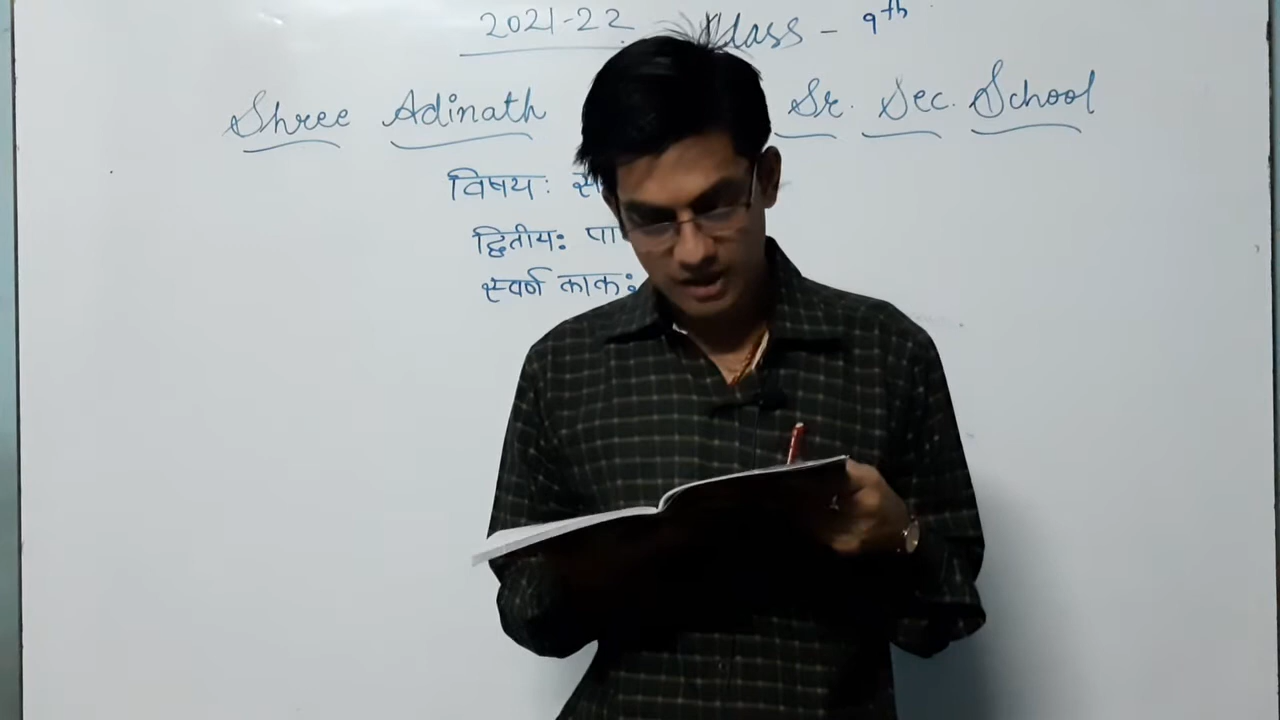 2021-22 Class - 9th
Shree Adinath Sr. Sec. School
विषय: स
द्वितीय: पा
स्वर्ण काक: